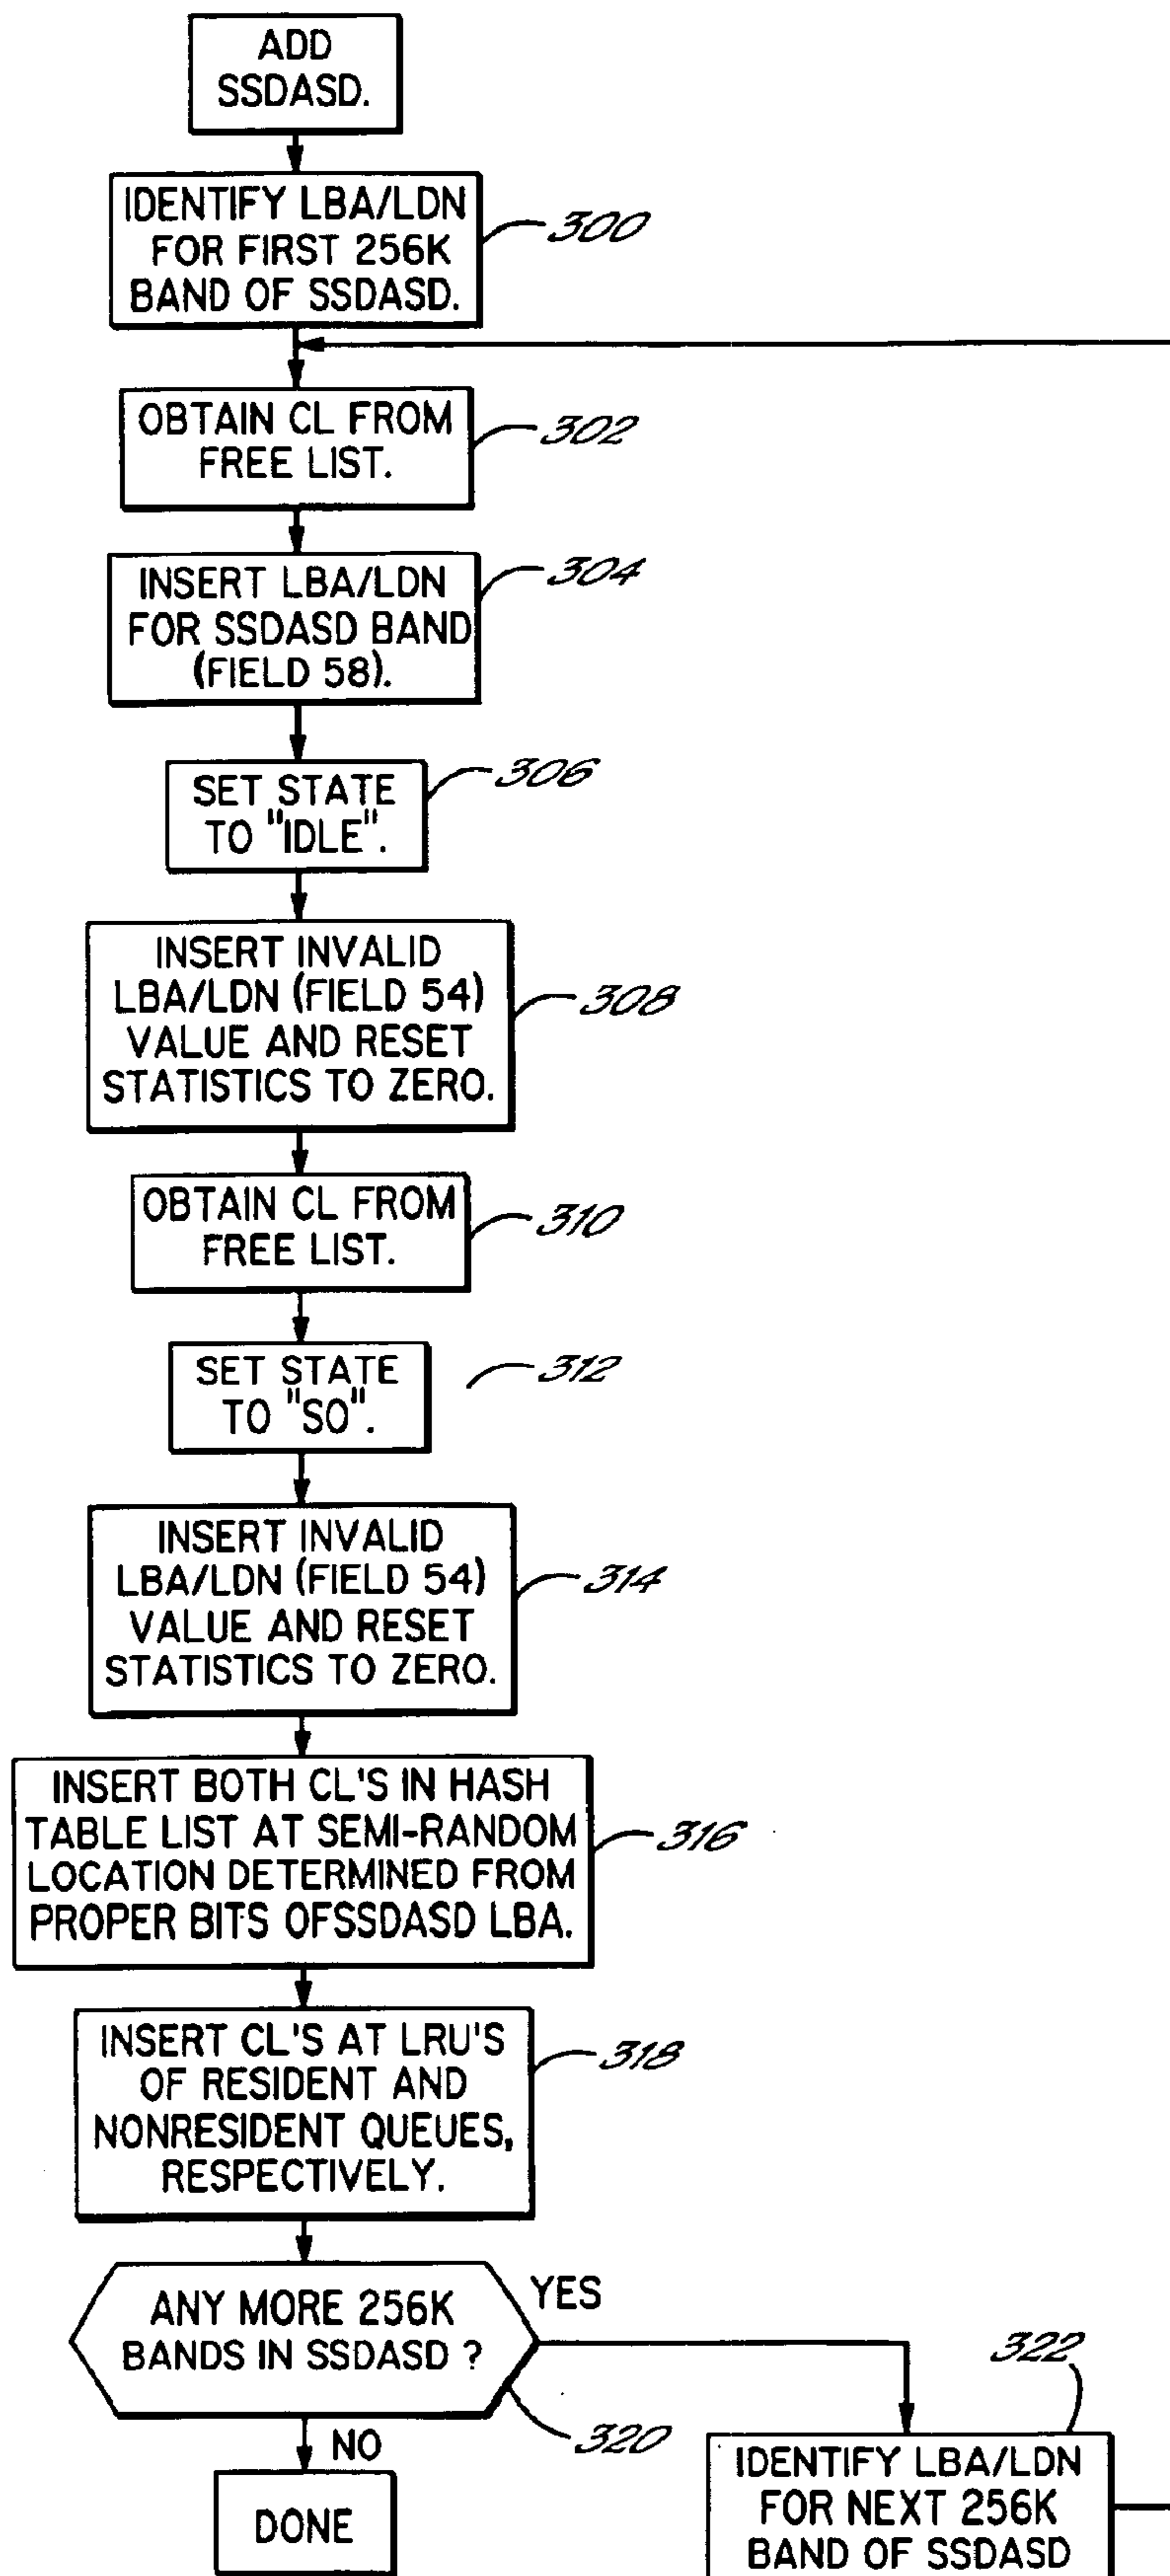 ADD
SSDASD.
IDENTIFY LBA/LDN
FOR FIRST 256K
BAND OF SSDASD.
300
OBTAIN CL FROM
FREE LIST.
302
INSERT LBA/LDN
FOR SSDASD BAND
(FIELD 58).
304
SET STATE
TO "IDLE".
306
INSERT INVALID
LBA/LDN (FIELD 54)
VALUE AND RESET
STATISTICS TO ZERO.
308
OBTAIN CL FROM
FREE LIST.
310
SET STATE
TO "SO".
312
INSERT INVALID
LBA/LDN (FIELD 54)
VALUE AND RESET
STATISTICS TO ZERO.
314
INSERT BOTH CL'S IN HASH
TABLE LIST AT SEMI-RANDOM
LOCATION DETERMINED FROM
PROPER BITS OFSSDASD LBA.
316
INSERT CL'S AT LRU'S
OF RESIDENT AND
NONRESIDENT QUEUES,
RESPECTIVELY.
318
ANY MORE 256K
BANDS IN SSDASD ?
YES
320
NO
DONE
322
IDENTIFY LBA/LDN
FOR NEXT 256K
BAND OF SSDASD